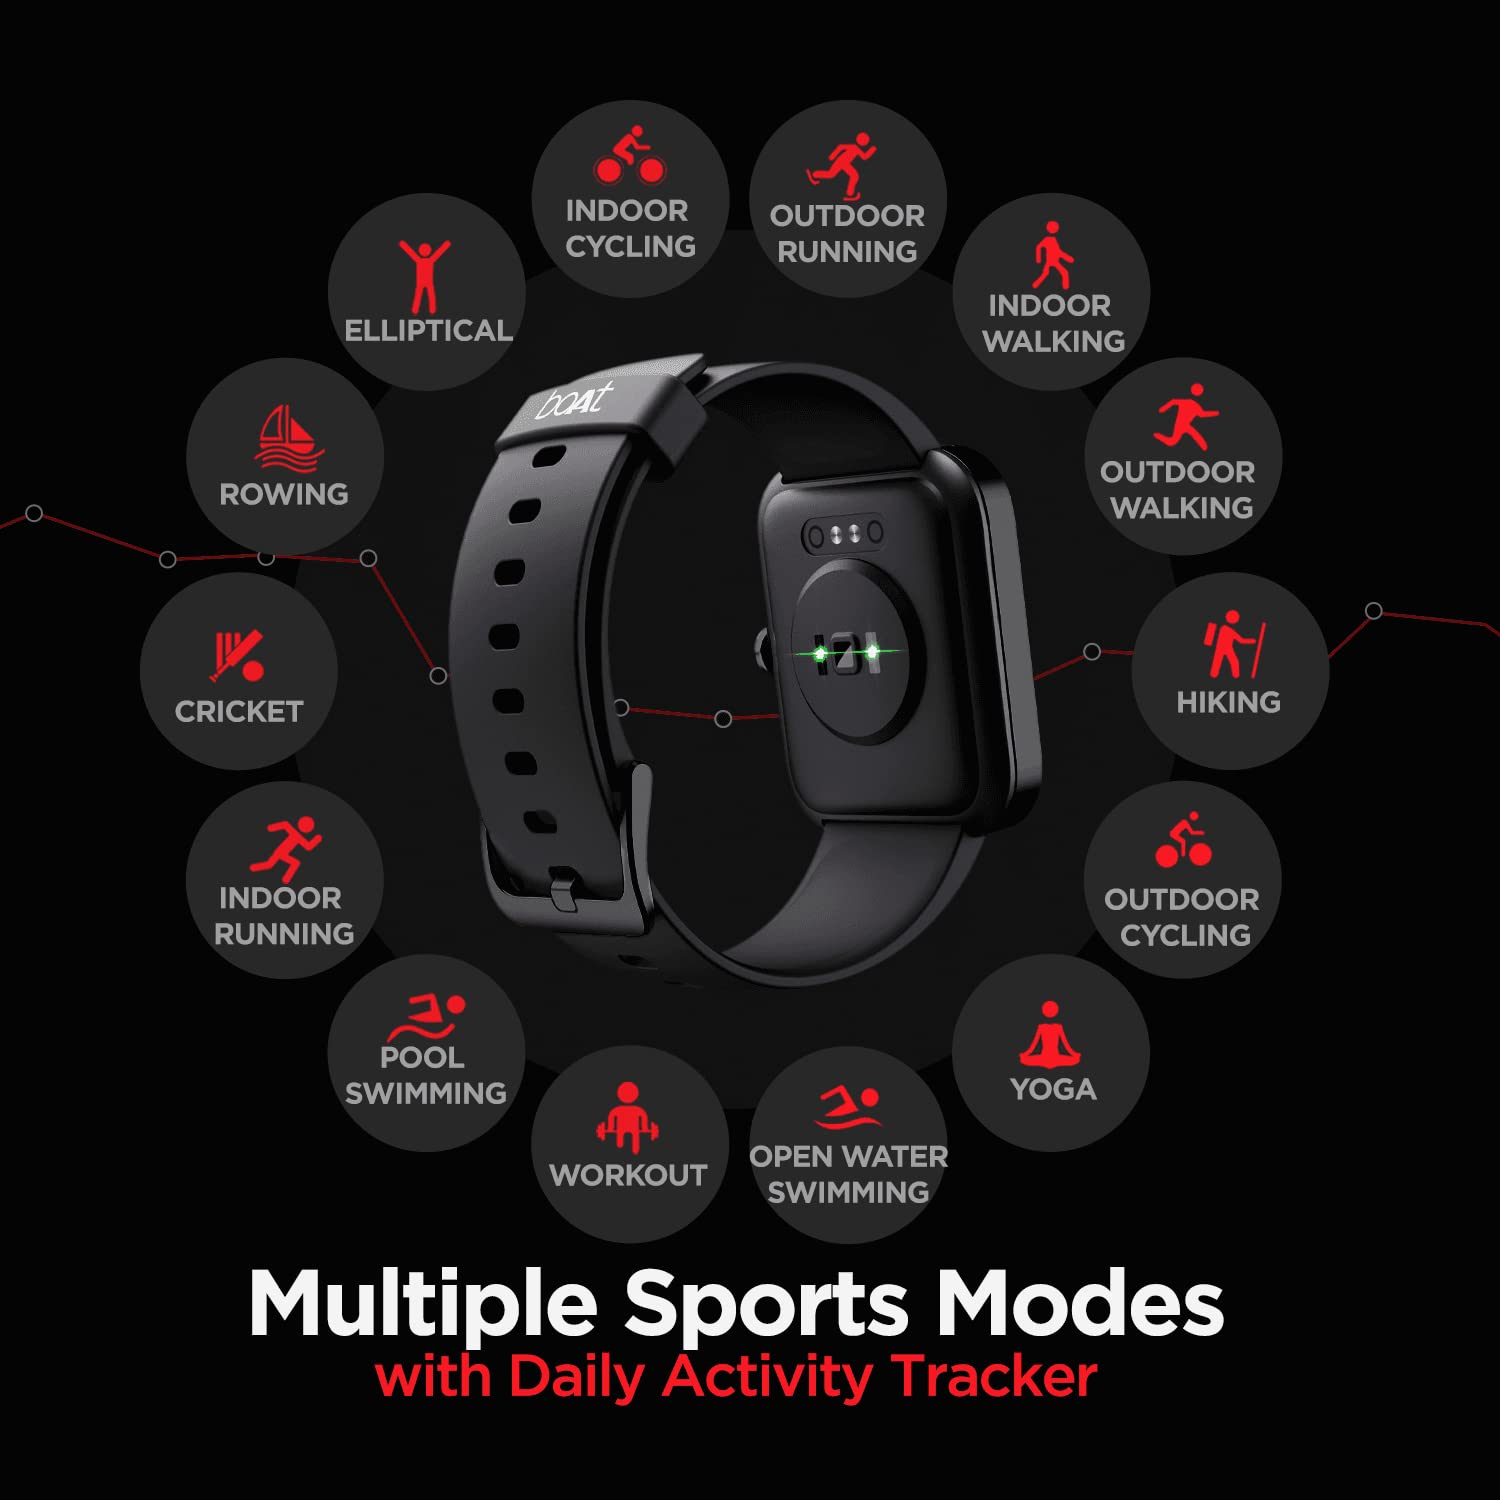 INDOOR
CYCLING
OUTDOOR
RUNNING
INDOOR
WALKING
OUTDOOR
WALKING
HIKING
OUTDOOR
CYCLING
YOGA
OPEN WATER
SWIMMING
WORKOUT
POOL
SWIMMING
INDOOR
RUNNING
CRICKET
ROWING
ELLIPTICAL
boAt
Multiple Sports Modes
with Daily Activity Tracker